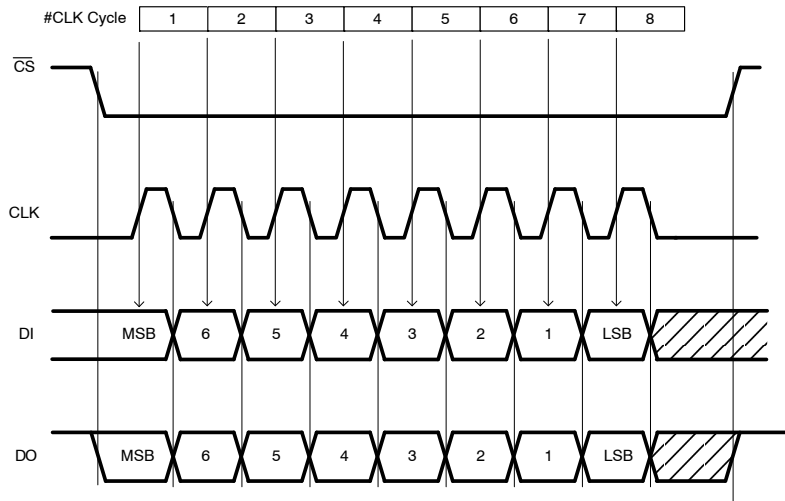 #CLK Cycle 1 2 3 4 5 6 7 8
C̅S̅
CLK
DI MSB 6 5 4 3 2 1 LSB
DO MSB 6 5 4 3 2 1 LSB